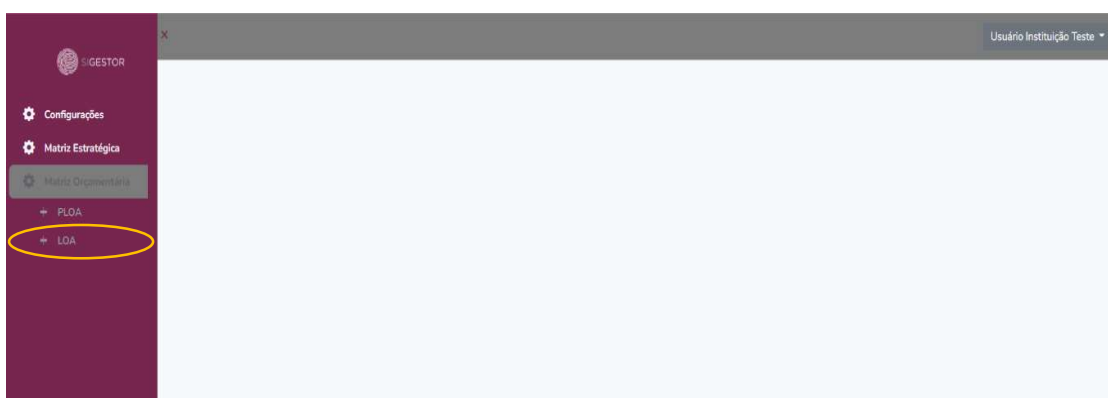 x
Usuário Instituição Teste
SIGESTOR
Configurações
Matriz Estratégica
Matriz Orçamentária
PLOA
LOA